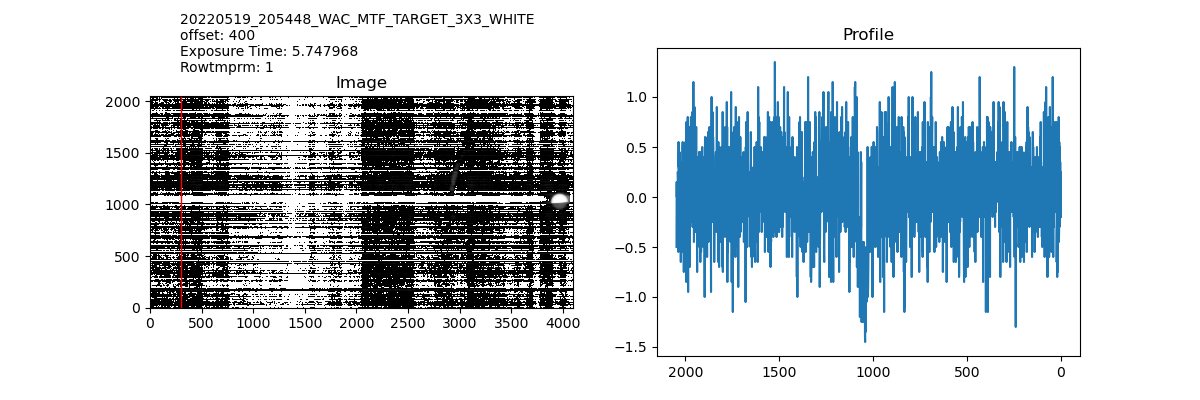 20220519_205448_WAC_MTF_TARGET_3X3_WHITE
offset: 400
Exposure Time: 5.747968
Rowtmprm: 1
Image
2000
1500
1000
500
0
0 500 1000 1500 2000 2500 3000 3500 4000
Profile
1.0
0.5
0.0
−0.5
−1.0
−1.5
2000 1500 1000 500 0